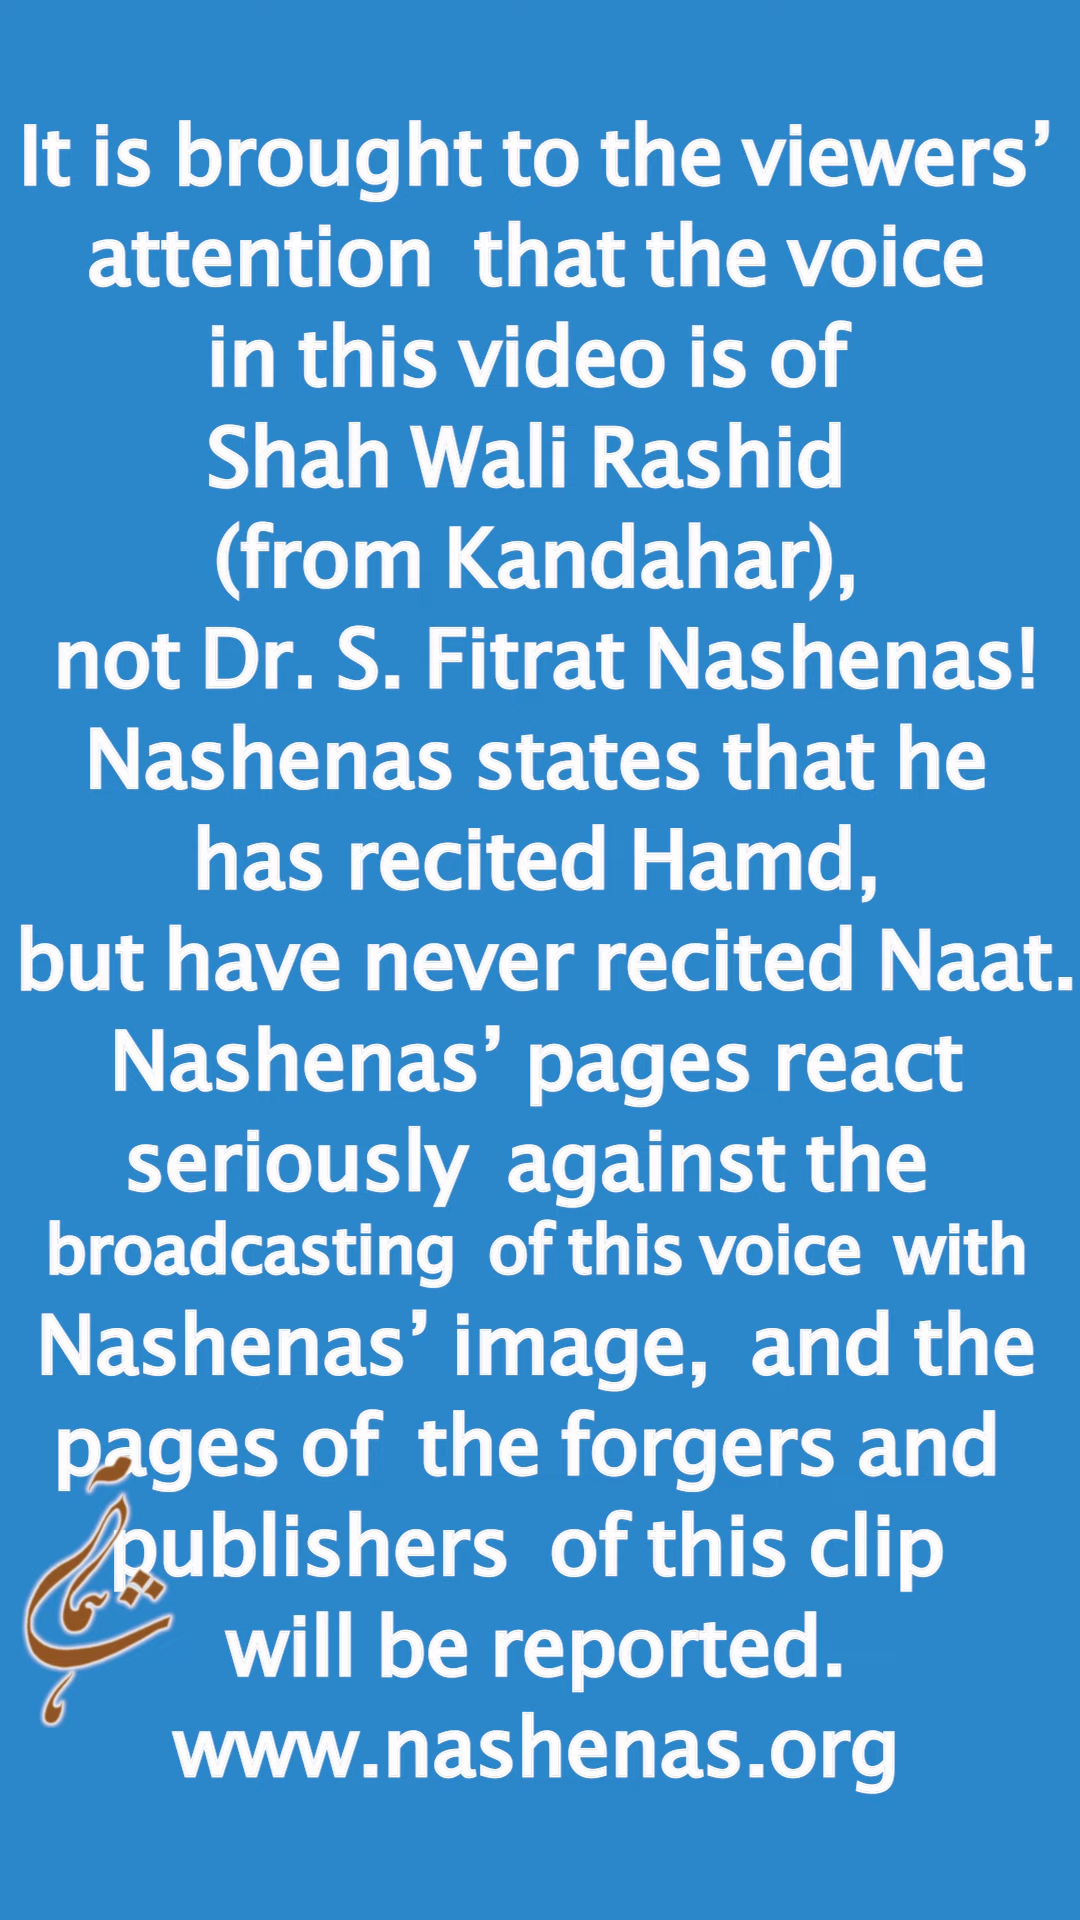 It is brought to the viewers’
attention that the voice
in this video is of
Shah Wali Rashid
(from Kandahar),
not Dr. S. Fitrat Nashenas!
Nashenas states that he
has recited Hamd,
but have never recited Naat.
Nashenas’ pages react
seriously against the
broadcasting of this voice with
Nashenas’ image, and the
pages of the forgers and
publishers of this clip
will be reported.
www.nashenas.org